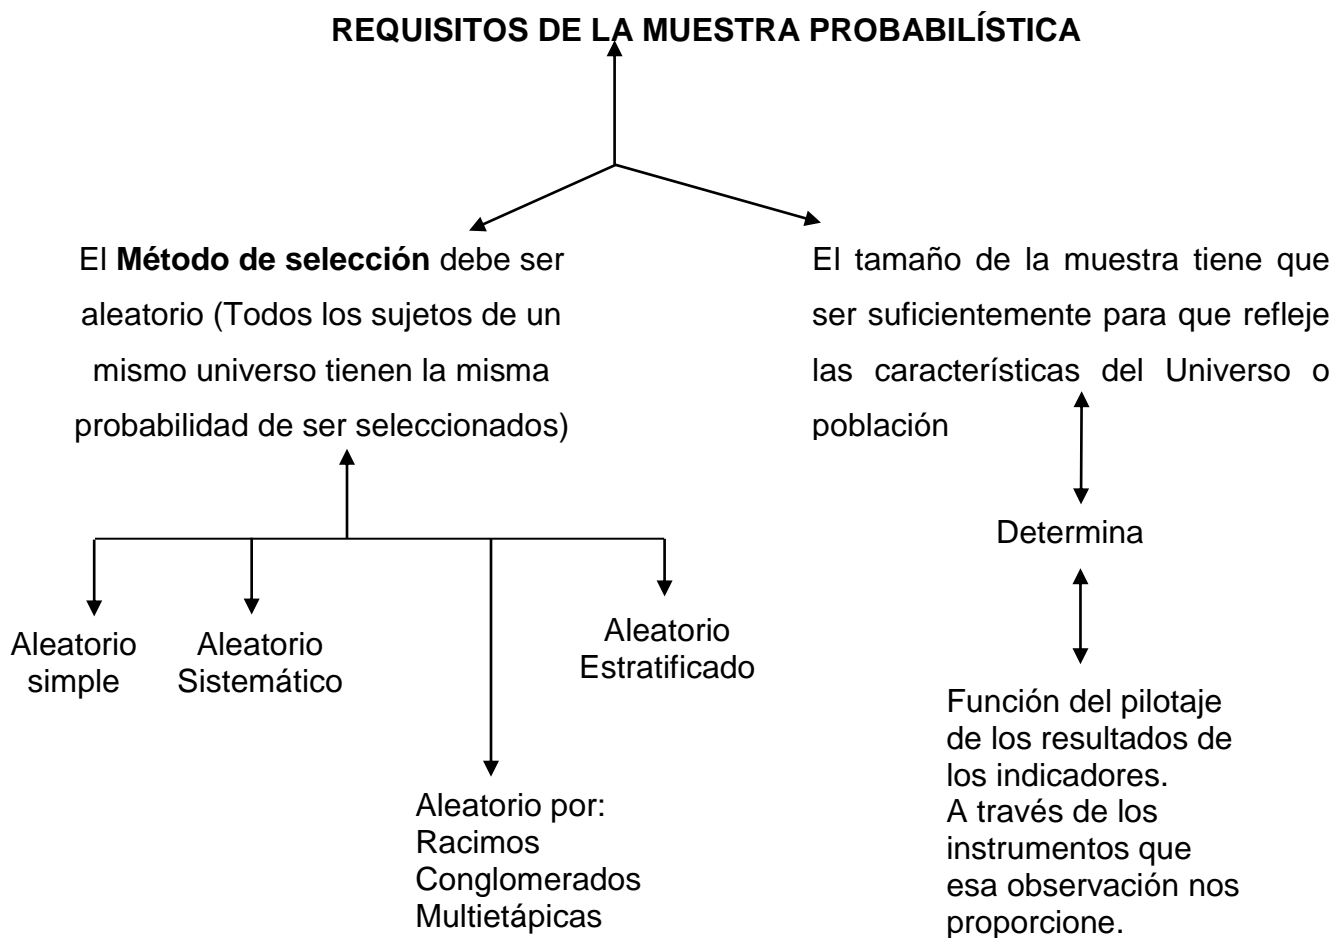 REQUISITOS DE LA MUESTRA PROBABILÍSTICA
El Método de selección debe ser
aleatorio (Todos los sujetos de un
mismo universo tienen la misma
probabilidad de ser seleccionados)
El tamaño de la muestra tiene que
ser suficientemente para que refleje
las características del Universo o
población
Determina
Aleatorio
simple
Aleatorio
Sistemático
Aleatorio
Estratificado
Aleatorio por:
Racimos
Conglomerados
Multietápicas
Función del pilotaje
de los resultados de
los indicadores.
A través de los
instrumentos que
esa observación nos
proporcione.